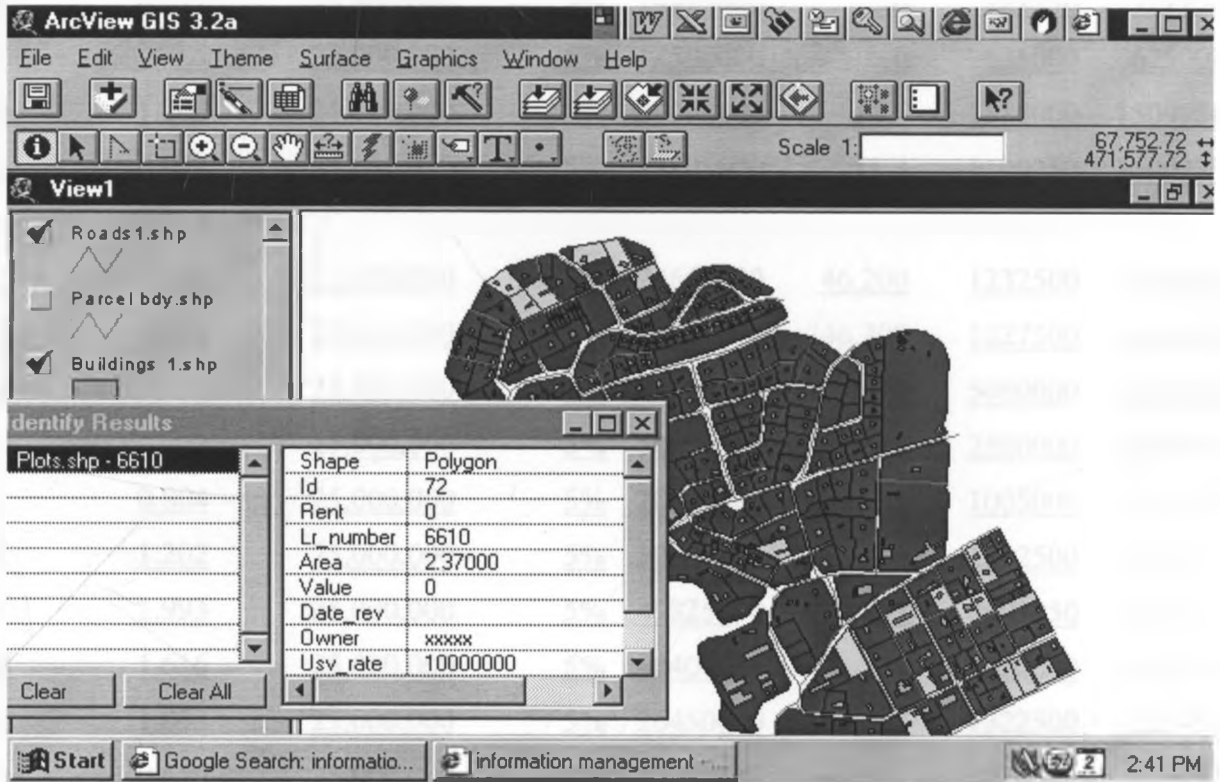 ArcView GIS 3.2a
File Edit View Theme Surface Graphics Window Help
Scale 1:
67,752.72
471,577.72
View1
Roads1.shp
Parcel bdy.shp
Buildings 1.shp
dentify Results
Plots.shp - 6610
Shape Polygon
Id 72
Rent 0
Lr_number 6610
Area 2.37000
Value 0
Date_rev
Owner xxxxx
Usv_rate 10000000
Clear Clear All
Start Google Search: informatio... information management - ...
2 2:41 PM